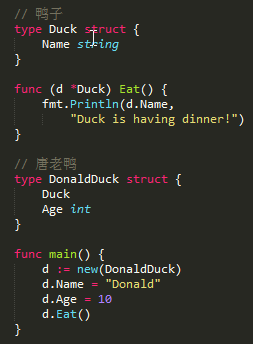 // 鸭子
type Duck struct {
    Name string
}

func (d *Duck) Eat() {
    fmt.Println(d.Name,
        "Duck is having dinner!")
}

// 唐老鸭
type DonaldDuck struct {
    Duck
    Age int
}

func main() {
    d := new(DonaldDuck)
    d.Name = "Donald"
    d.Age = 10
    d.Eat()
}